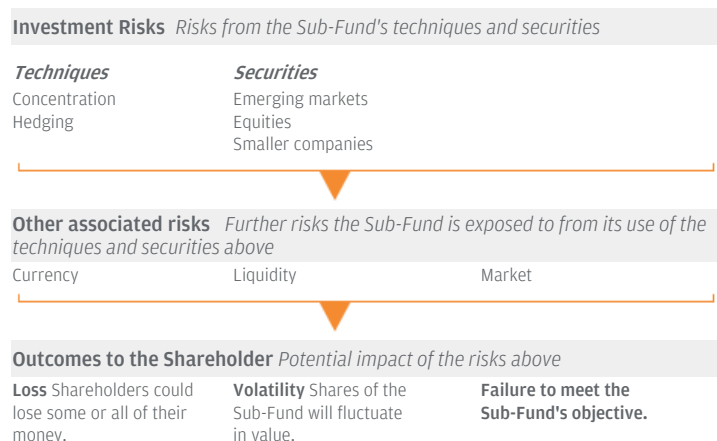 Investment Risks Risks from the Sub-Fund's techniques and securities
Techniques Securities
Concentration Emerging markets
Hedging Equities
Smaller companies
Other associated risks Further risks the Sub-Fund is exposed to from its use of the
techniques and securities above
Currency Liquidity Market
Outcomes to the Shareholder Potential impact of the risks above
Loss Shareholders could
lose some or all of their
money.
Volatility Shares of the
Sub-Fund will fluctuate
in value.
Failure to meet the
Sub-Fund's objective.